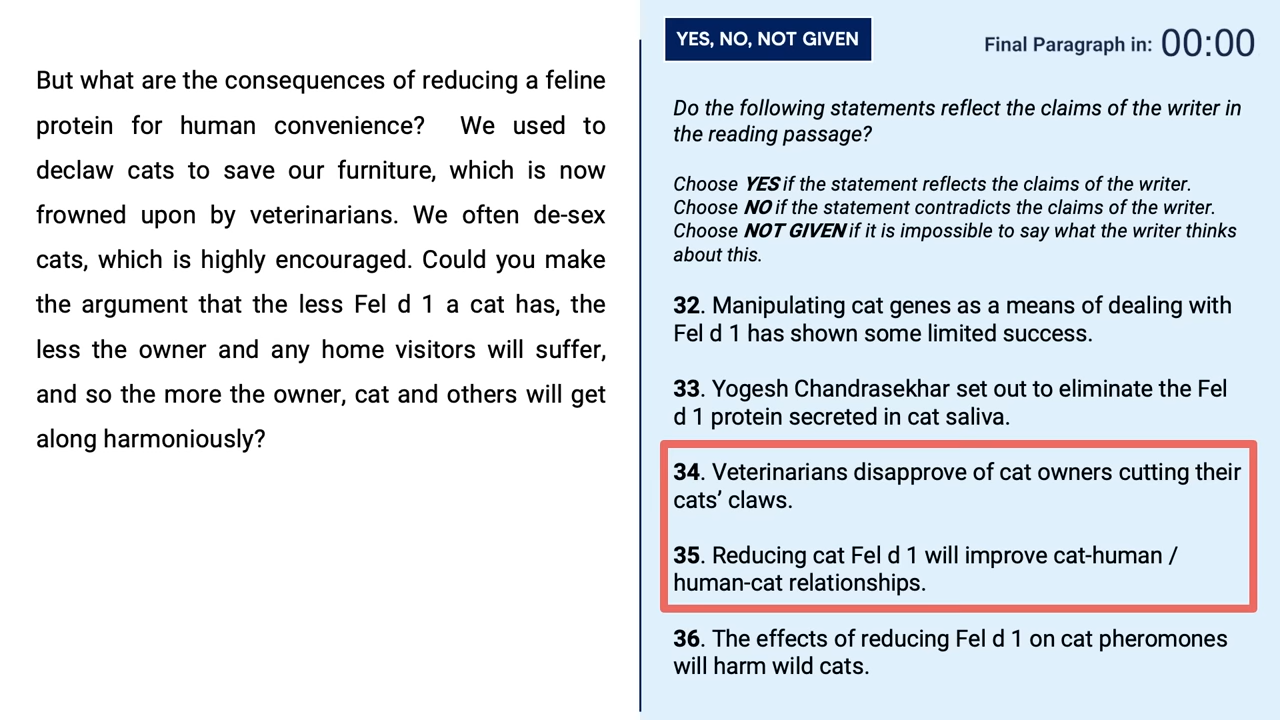 But what are the consequences of reducing a feline
protein for human convenience? We used to
declaw cats to save our furniture, which is now
frowned upon by veterinarians. We often de-sex
cats, which is highly encouraged. Could you make
the argument that the less Fel d 1 a cat has, the
less the owner and any home visitors will suffer,
and so the more the owner, cat and others will get
along harmoniously?
YES, NO, NOT GIVEN
Final Paragraph in: 00:00
Do the following statements reflect the claims of the writer in
the reading passage?
Choose YES if the statement reflects the claims of the writer.
Choose NO if the statement contradicts the claims of the writer.
Choose NOT GIVEN if it is impossible to say what the writer thinks
about this.
32. Manipulating cat genes as a means of dealing with
Fel d 1 has shown some limited success.
33. Yogesh Chandrasekhar set out to eliminate the Fel
d 1 protein secreted in cat saliva.
34. Veterinarians disapprove of cat owners cutting their
cats’ claws.
35. Reducing cat Fel d 1 will improve cat-human /
human-cat relationships.
36. The effects of reducing Fel d 1 on cat pheromones
will harm wild cats.